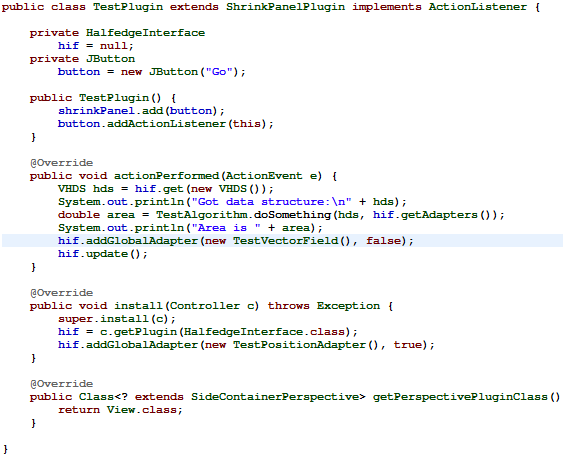 public class TestPlugin extends ShrinkPanelPlugin implements ActionListener {
private HalfedgeInterface
hif = null;
private JButton
button = new JButton("Go");
public TestPlugin() {
shrinkPanel.add(button);
button.addActionListener(this);
}
@Override
public void actionPerformed(ActionEvent e) {
VHDS hds = hif.get(new VHDS());
System.out.println("Got data structure:\n" + hds);
double area = TestAlgorithm.doSomething(hds, hif.getAdapters());
System.out.println("Area is " + area);
hif.addGlobalAdapter(new TestVectorField(), false);
hif.update();
}
@Override
public void install(Controller c) throws Exception {
super.install(c);
hif = c.getPlugin(HalfedgeInterface.class);
hif.addGlobalAdapter(new TestPositionAdapter(), true);
}
@Override
public Class<? extends SideContainerPerspective> getPerspectivePluginClass()
return View.class;
}
}